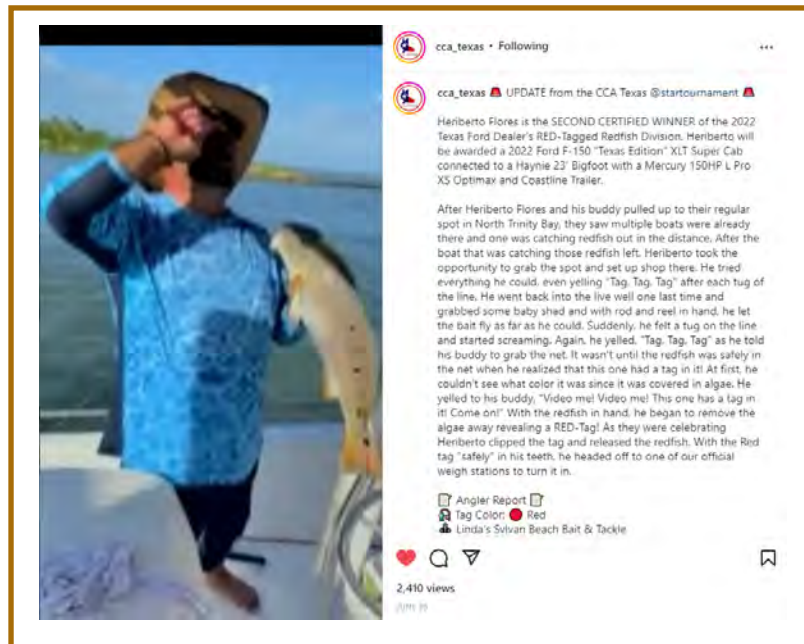 cca_texas • Following
cca_texas 🚨 UPDATE from the CCA Texas @startournament 🚨
Heriberto Flores is the SECOND CERTIFIED WINNER of the 2022
Texas Ford Dealer's RED-Tagged Redfish Division. Heriberto will
be awarded a 2022 Ford F-150 "Texas Edition" XLT Super Cab
connected to a Haynie 23' Bigfoot with a Mercury 150HP L Pro
XS Optimax and Coastline Trailer.
After Heriberto Flores and his buddy pulled up to their regular
spot in North Trinity Bay, they saw multiple boats were already
there and one was catching redfish out in the distance. After the
boat that was catching those redfish left. Heriberto took the
opportunity to grab the spot and set up shop there. He tried
everything he could, even yelling "Tag, Tag, Tag" after each tug of
the line. He went back into the live well one last time and
grabbed some baby shad and with rod and reel in hand, he let
the bait fly as far as he could. Suddenly, he felt a tug on the line
and started screaming. Again, he yelled, "Tag, Tag, Tag" as he told
his buddy to grab the net. It wasn't until the redfish was safely in
the net when he realized that this one had a tag in it! At first, he
couldn't see what color it was since it was covered in algae. He
yelled to his buddy, "Video me! Video me! This one has a tag in
it! Come on!" With the redfish in hand, he began to remove the
algae away revealing a RED-Tag! As they were celebrating
Heriberto clipped the tag and released the redfish. With the Red
tag "safely" in his teeth, he headed off to one of our official
weigh stations to turn it in.
Angler Report
Tag Color: 🔴 Red
Linda's Sylvan Beach Bait & Tackle
2,410 views